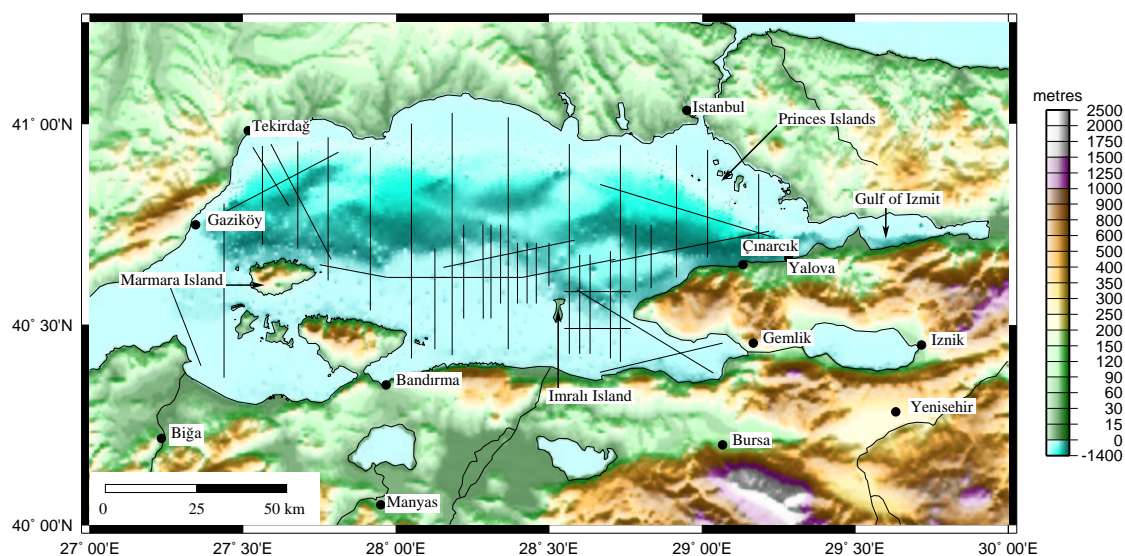 metres
2500
2000
1750
1500
1250
1000
900
800
600
500
400
350
300
250
200
150
120
90
60
30
15
0
-1400
41° 00'N
40° 30'N
40° 00'N
Istanbul
Princes Islands
Tekirdağ
Gulf of Izmit
Gaziköy
Çınarcık
Yalova
Marmara Island
Gemlik
Iznik
Bandırma
Imralı Island
Yenisehir
Biğa
Bursa
Manyas
0 25 50 km
27° 00'E 27° 30'E 28° 00'E 28° 30'E 29° 00'E 29° 30'E 30° 00'E